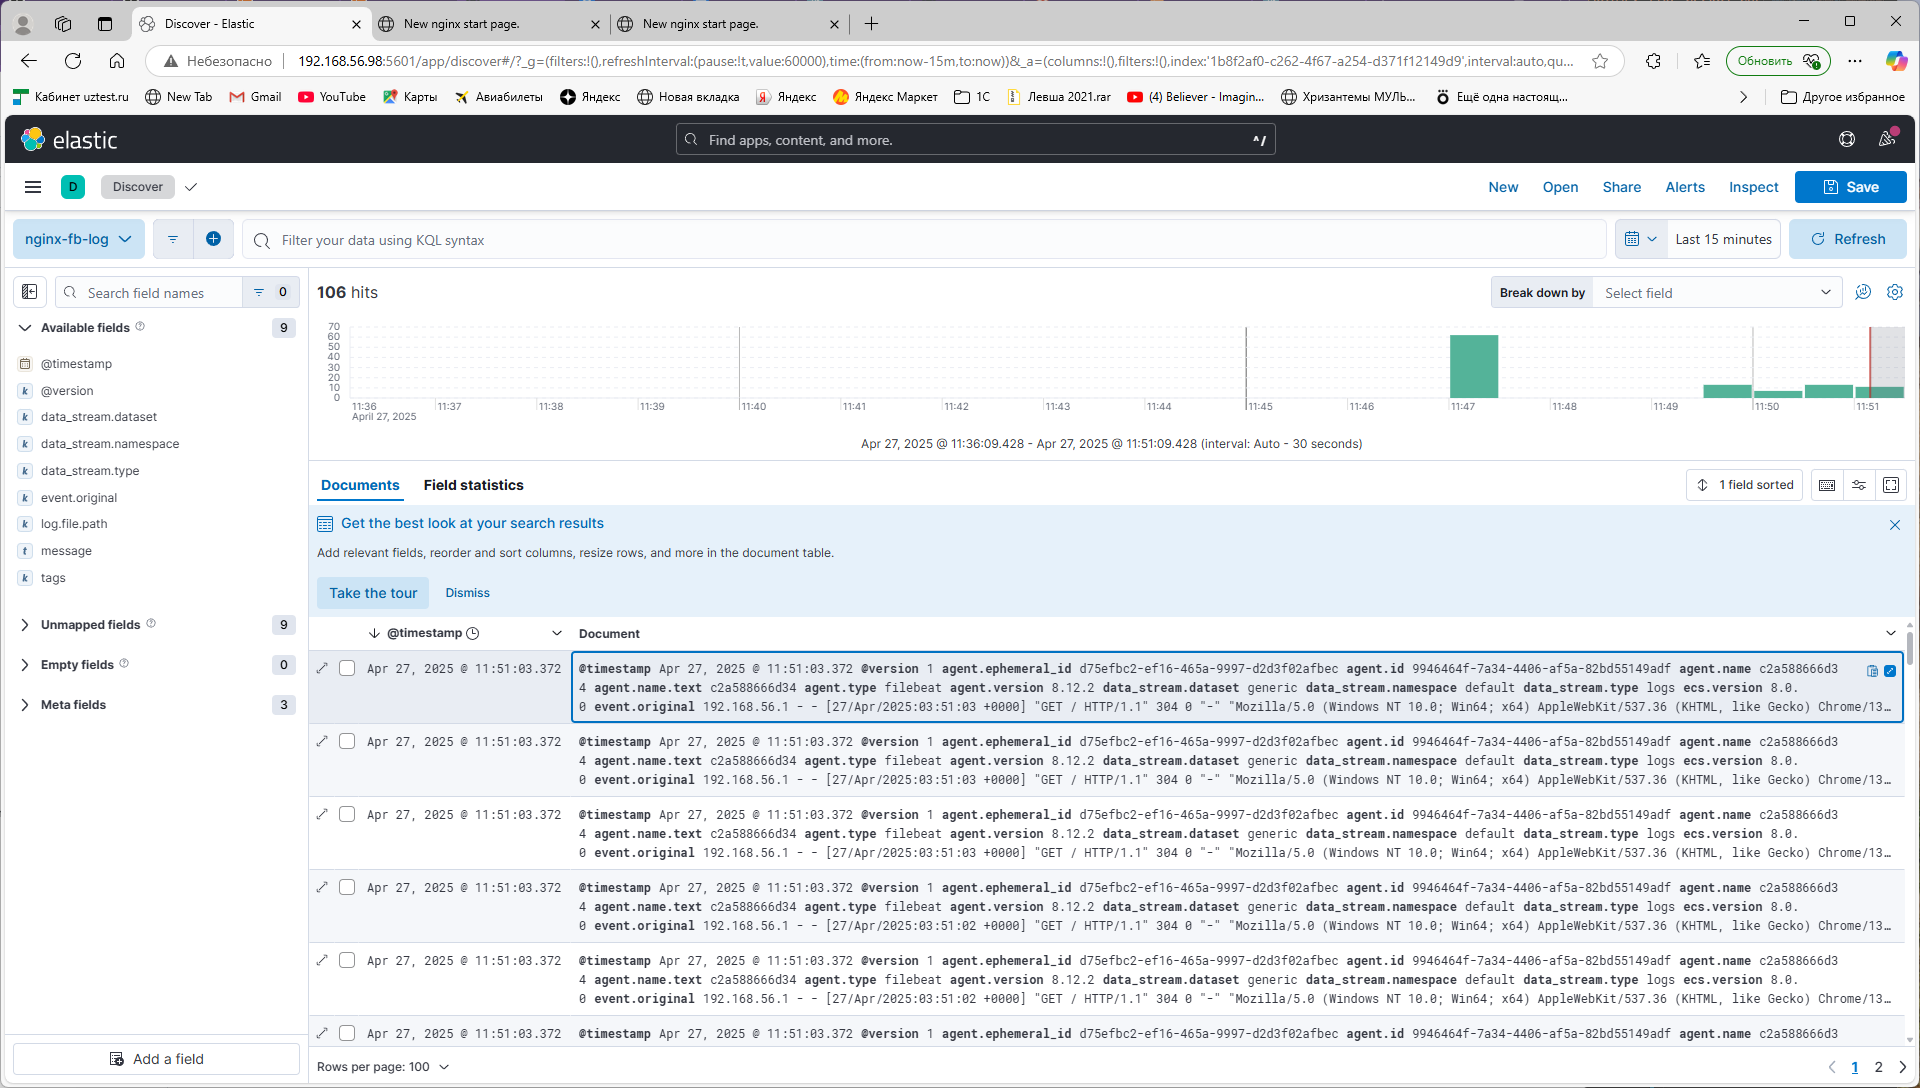 Discover - Elastic
New nginx start page.
New nginx start page.
Небезопасно
192.168.56.98:5601/app/discover#/?_g=(filters:!(),refreshInterval:(pause:!t,value:60000),time:(from:now-15m,to:now))&_a=(columns:!(),filters:!(),index:'1b8f2af0-c262-4f67-a254-d371f12149d9',interval:auto,qu...
Обновить
Кабинет uztest.ru
New Tab
Gmail
YouTube
Карты
Авиабилеты
Яндекс
Новая вкладка
Яндекс
Яндекс Маркет
1С
Левша 2021.rar
(4) Believer - Imagin...
Хризантемы МУЛЬ...
Ещё одна настоящ...
Другое избранное
elastic
Find apps, content, and more.
^/
D
Discover
New
Open
Share
Alerts
Inspect
Save
nginx-fb-log
Filter your data using KQL syntax
Last 15 minutes
Refresh
Search field names
0
106 hits
Break down by
Select field
Available fields
9
@timestamp
@version
data_stream.dataset
data_stream.namespace
data_stream.type
event.original
log.file.path
message
tags
Unmapped fields
9
Empty fields
0
Meta fields
3
Add a field
70
60
50
40
30
20
10
0
11:36
April 27, 2025
11:37
11:38
11:39
11:40
11:41
11:42
11:43
11:44
11:45
11:46
11:47
11:48
11:49
11:50
11:51
Apr 27, 2025 @ 11:36:09.428 - Apr 27, 2025 @ 11:51:09.428 (interval: Auto - 30 seconds)
Documents
Field statistics
1 field sorted
Get the best look at your search results
Add relevant fields, reorder and sort columns, resize rows, and more in the document table.
Take the tour
Dismiss
@timestamp
Document
Apr 27, 2025 @ 11:51:03.372
@timestamp Apr 27, 2025 @ 11:51:03.372 @version 1 agent.ephemeral_id d75efbc2-ef16-465a-9997-d2d3f02afbec agent.id 9946464f-7a34-4406-af5a-82bd55149adf agent.name c2a588666d3
4 agent.name.text c2a588666d34 agent.type filebeat agent.version 8.12.2 data_stream.dataset generic data_stream.namespace default data_stream.type logs ecs.version 8.0.
0 event.original 192.168.56.1 - - [27/Apr/2025:03:51:03 +0000] "GET / HTTP/1.1" 304 0 "-" "Mozilla/5.0 (Windows NT 10.0; Win64; x64) AppleWebKit/537.36 (KHTML, like Gecko) Chrome/13...
Apr 27, 2025 @ 11:51:03.372
@timestamp Apr 27, 2025 @ 11:51:03.372 @version 1 agent.ephemeral_id d75efbc2-ef16-465a-9997-d2d3f02afbec agent.id 9946464f-7a34-4406-af5a-82bd55149adf agent.name c2a588666d3
4 agent.name.text c2a588666d34 agent.type filebeat agent.version 8.12.2 data_stream.dataset generic data_stream.namespace default data_stream.type logs ecs.version 8.0.
0 event.original 192.168.56.1 - - [27/Apr/2025:03:51:03 +0000] "GET / HTTP/1.1" 304 0 "-" "Mozilla/5.0 (Windows NT 10.0; Win64; x64) AppleWebKit/537.36 (KHTML, like Gecko) Chrome/13...
Apr 27, 2025 @ 11:51:03.372
@timestamp Apr 27, 2025 @ 11:51:03.372 @version 1 agent.ephemeral_id d75efbc2-ef16-465a-9997-d2d3f02afbec agent.id 9946464f-7a34-4406-af5a-82bd55149adf agent.name c2a588666d3
4 agent.name.text c2a588666d34 agent.type filebeat agent.version 8.12.2 data_stream.dataset generic data_stream.namespace default data_stream.type logs ecs.version 8.0.
0 event.original 192.168.56.1 - - [27/Apr/2025:03:51:03 +0000] "GET / HTTP/1.1" 304 0 "-" "Mozilla/5.0 (Windows NT 10.0; Win64; x64) AppleWebKit/537.36 (KHTML, like Gecko) Chrome/13...
Apr 27, 2025 @ 11:51:03.372
@timestamp Apr 27, 2025 @ 11:51:03.372 @version 1 agent.ephemeral_id d75efbc2-ef16-465a-9997-d2d3f02afbec agent.id 9946464f-7a34-4406-af5a-82bd55149adf agent.name c2a588666d3
4 agent.name.text c2a588666d34 agent.type filebeat agent.version 8.12.2 data_stream.dataset generic data_stream.namespace default data_stream.type logs ecs.version 8.0.
0 event.original 192.168.56.1 - - [27/Apr/2025:03:51:02 +0000] "GET / HTTP/1.1" 304 0 "-" "Mozilla/5.0 (Windows NT 10.0; Win64; x64) AppleWebKit/537.36 (KHTML, like Gecko) Chrome/13...
Apr 27, 2025 @ 11:51:03.372
@timestamp Apr 27, 2025 @ 11:51:03.372 @version 1 agent.ephemeral_id d75efbc2-ef16-465a-9997-d2d3f02afbec agent.id 9946464f-7a34-4406-af5a-82bd55149adf agent.name c2a588666d3
4 agent.name.text c2a588666d34 agent.type filebeat agent.version 8.12.2 data_stream.dataset generic data_stream.namespace default data_stream.type logs ecs.version 8.0.
0 event.original 192.168.56.1 - - [27/Apr/2025:03:51:02 +0000] "GET / HTTP/1.1" 304 0 "-" "Mozilla/5.0 (Windows NT 10.0; Win64; x64) AppleWebKit/537.36 (KHTML, like Gecko) Chrome/13...
Apr 27, 2025 @ 11:51:03.372
@timestamp Apr 27, 2025 @ 11:51:03.372 @version 1 agent.ephemeral_id d75efbc2-ef16-465a-9997-d2d3f02afbec agent.id 9946464f-7a34-4406-af5a-82bd55149adf agent.name c2a588666d3
Rows per page: 100
1
2